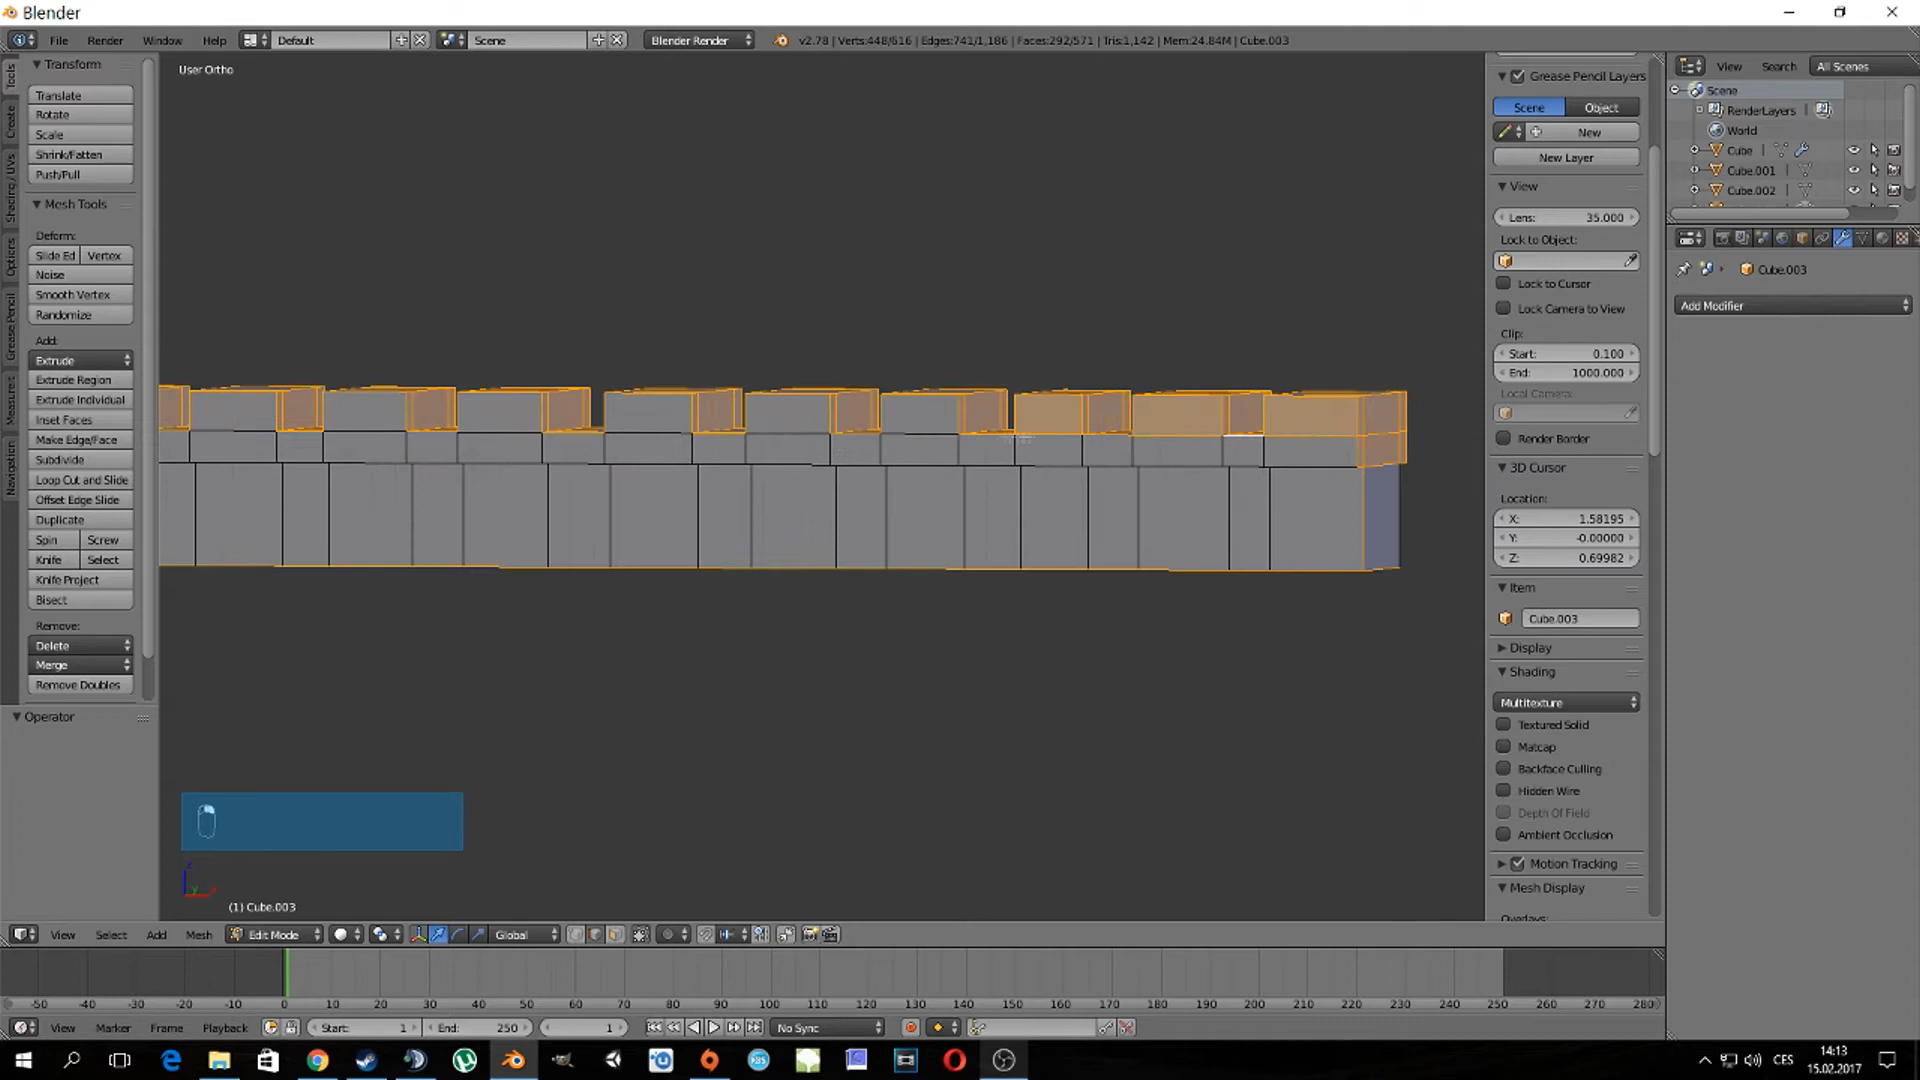 Blender
File Render Window Help Default Scene Blender Render v2.78 | Verts:448/616 | Edges:741/1,186 | Faces:292/571 | Tris:1,142 | Mem:24.84M | Cube.003
Tools
Create
Shading / UVs
Options
Grease Pencil
Measureit
Navigation
Transform
Translate
Rotate
Scale
Shrink/Fatten
Push/Pull
Mesh Tools
Deform:
Slide Ed Vertex
Noise
Smooth Vertex
Randomize
Add:
Extrude
Extrude Region
Extrude Individual
Inset Faces
Make Edge/Face
Subdivide
Loop Cut and Slide
Offset Edge Slide
Duplicate
Spin Screw
Knife Select
Knife Project
Bisect
Remove:
Delete
Merge
Remove Doubles
Operator
User Ortho
(1) Cube.003
Grease Pencil Layers
Scene Object
New
New Layer
View
Lens: 35.000
Lock to Object:
Lock to Cursor
Lock Camera to View
Clip:
Start: 0.100
End: 1000.000
Local Camera:
Render Border
3D Cursor
Location:
X: 1.58195
Y: -0.00000
Z: 0.69982
Item
Cube.003
Display
Shading
Multitexture
Textured Solid
Matcap
Backface Culling
Hidden Wire
Depth Of Field
Ambient Occlusion
Motion Tracking
Mesh Display
Overlays:
View Search All Scenes
Scene
RenderLayers
World
Cube
Cube.001
Cube.002
Cube.003
Add Modifier
View Select Add Mesh Edit Mode Global
-50 -40 -30 -20 -10 0 10 20 30 40 50 60 70 80 90 100 110 120 130 140 150 160 170 180 190 200 210 220 230 240 250 260 270 280
View Marker Frame Playback Start: 1 End: 250 1 No Sync
CES
14:13
15.02.2017